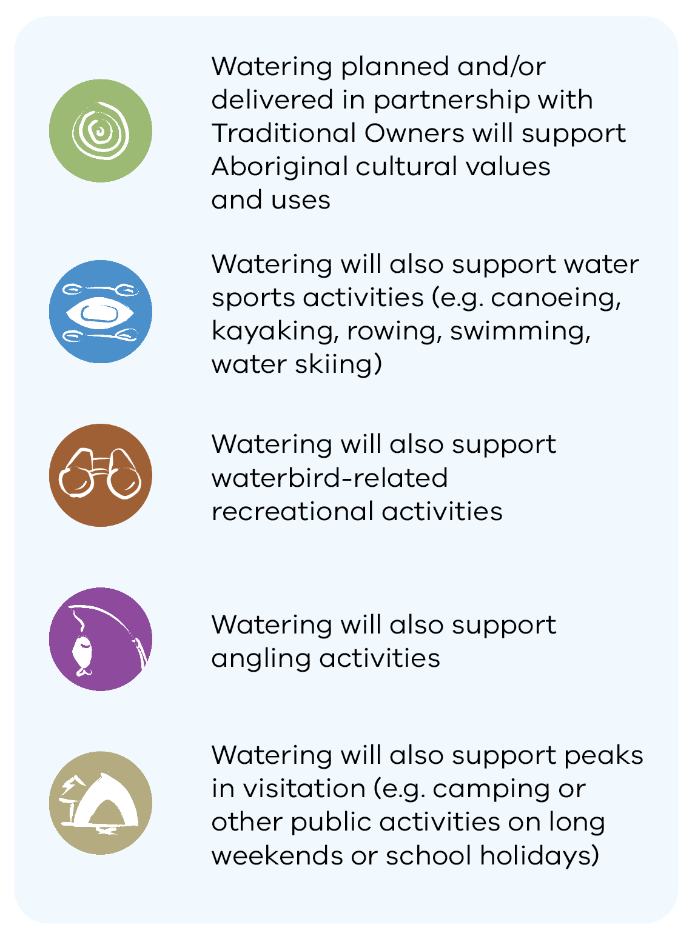 Watering planned and/or
delivered in partnership with
Traditional Owners will support
Aboriginal cultural values
and uses
Watering will also support water
sports activities (e.g. canoeing,
kayaking, rowing, swimming,
water skiing)
Watering will also support
waterbird-related
recreational activities
Watering will also support
angling activities
Watering will also support peaks
in visitation (e.g. camping or
other public activities on long
weekends or school holidays)